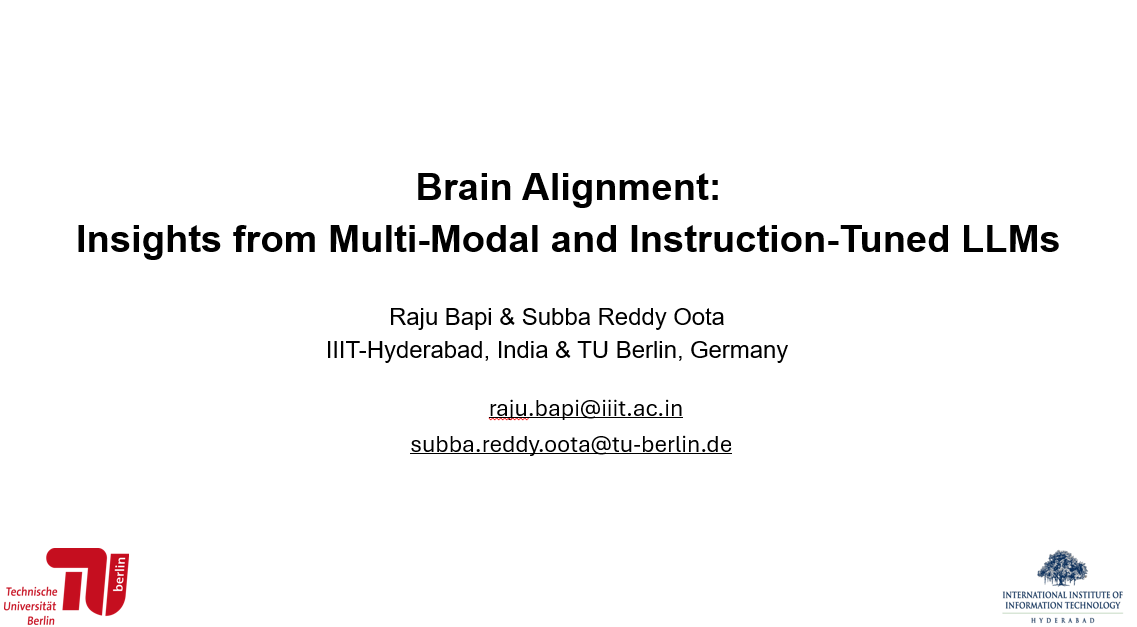 Brain Alignment:
Insights from Multi-Modal and Instruction-Tuned LLMs
Raju Bapi & Subba Reddy Oota
IIIT-Hyderabad, India & TU Berlin, Germany
raju.bapi@iiit.ac.in
subba.reddy.oota@tu-berlin.de
berlin
Technische
Universität
Berlin
INTERNATIONAL INSTITUTE OF
INFORMATION TECHNOLOGY
HYDERABAD